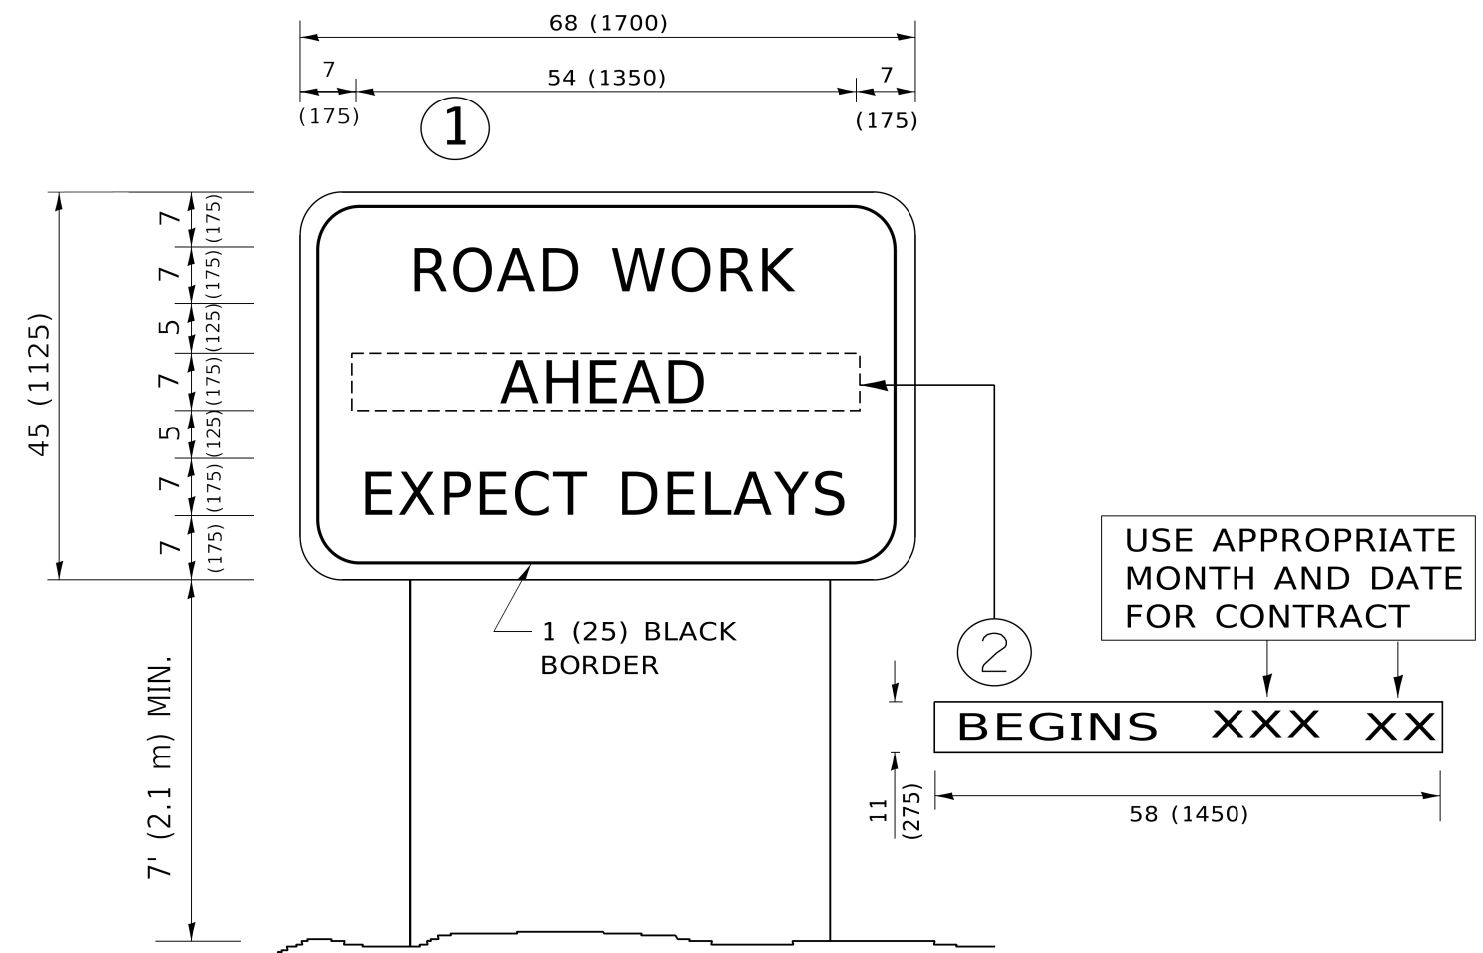 68 (1700)
7
54 (1350)
7
(175)
(175)
1
7
(175)
7
(175)
5
(125)
7
(175)
5
(125)
7
(175)
7
(175)
45 (1125)
ROAD WORK
AHEAD
EXPECT DELAYS
1 (25) BLACK
BORDER
7' (2.1 m) MIN.
USE APPROPRIATE
MONTH AND DATE
FOR CONTRACT
2
BEGINS XXX XX
11
(275)
58 (1450)